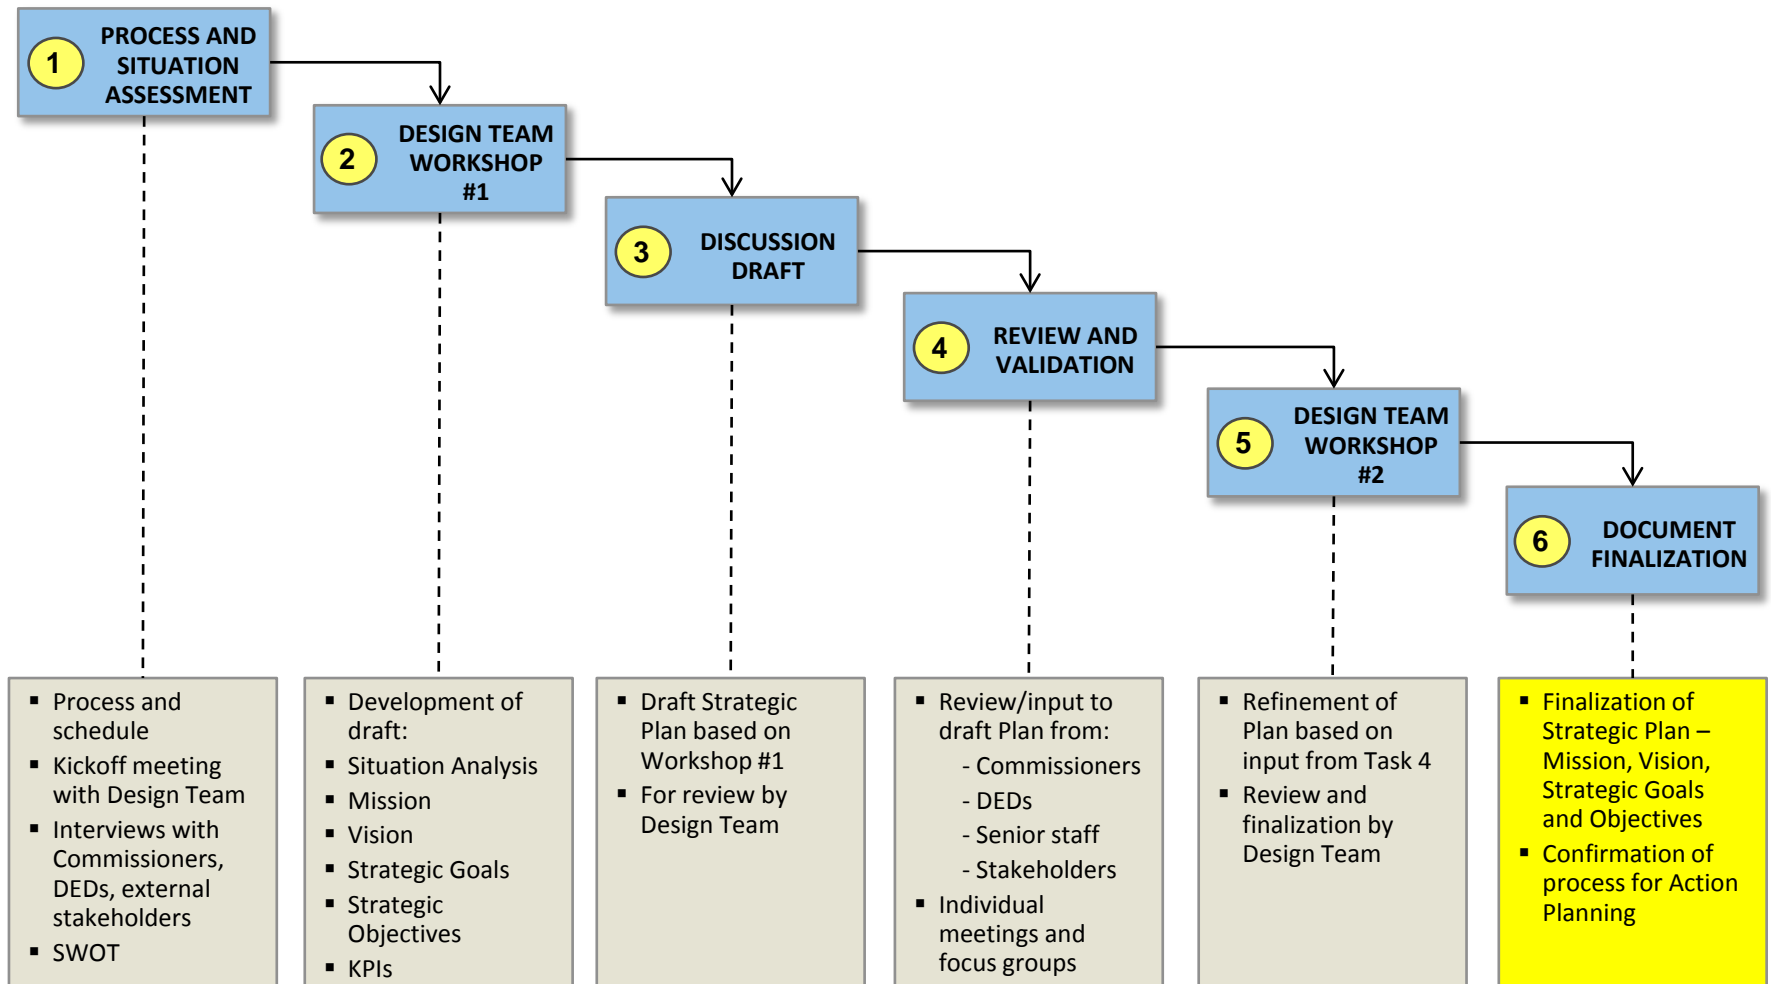 1
PROCESS AND
SITUATION
ASSESSMENT
2
DESIGN TEAM
WORKSHOP
#1
3
DISCUSSION
DRAFT
4
REVIEW AND
VALIDATION
5
DESIGN TEAM
WORKSHOP
#2
6
DOCUMENT
FINALIZATION
▪ Process and
schedule
▪ Kickoff meeting
with Design Team
▪ Interviews with
Commissioners,
DEDs, external
stakeholders
▪ SWOT
▪ Development of
draft:
▪ Situation Analysis
▪ Mission
▪ Vision
▪ Strategic Goals
▪ Strategic
Objectives
▪ KPIs
▪ Draft Strategic
Plan based on
Workshop #1
▪ For review by
Design Team
▪ Review/input to
draft Plan from:
- Commissioners
- DEDs
- Senior staff
- Stakeholders
▪ Individual
meetings and
focus groups
▪ Refinement of
Plan based on
input from Task 4
▪ Review and
finalization by
Design Team
▪ Finalization of
Strategic Plan –
Mission, Vision,
Strategic Goals
and Objectives
▪ Confirmation of
process for Action
Planning